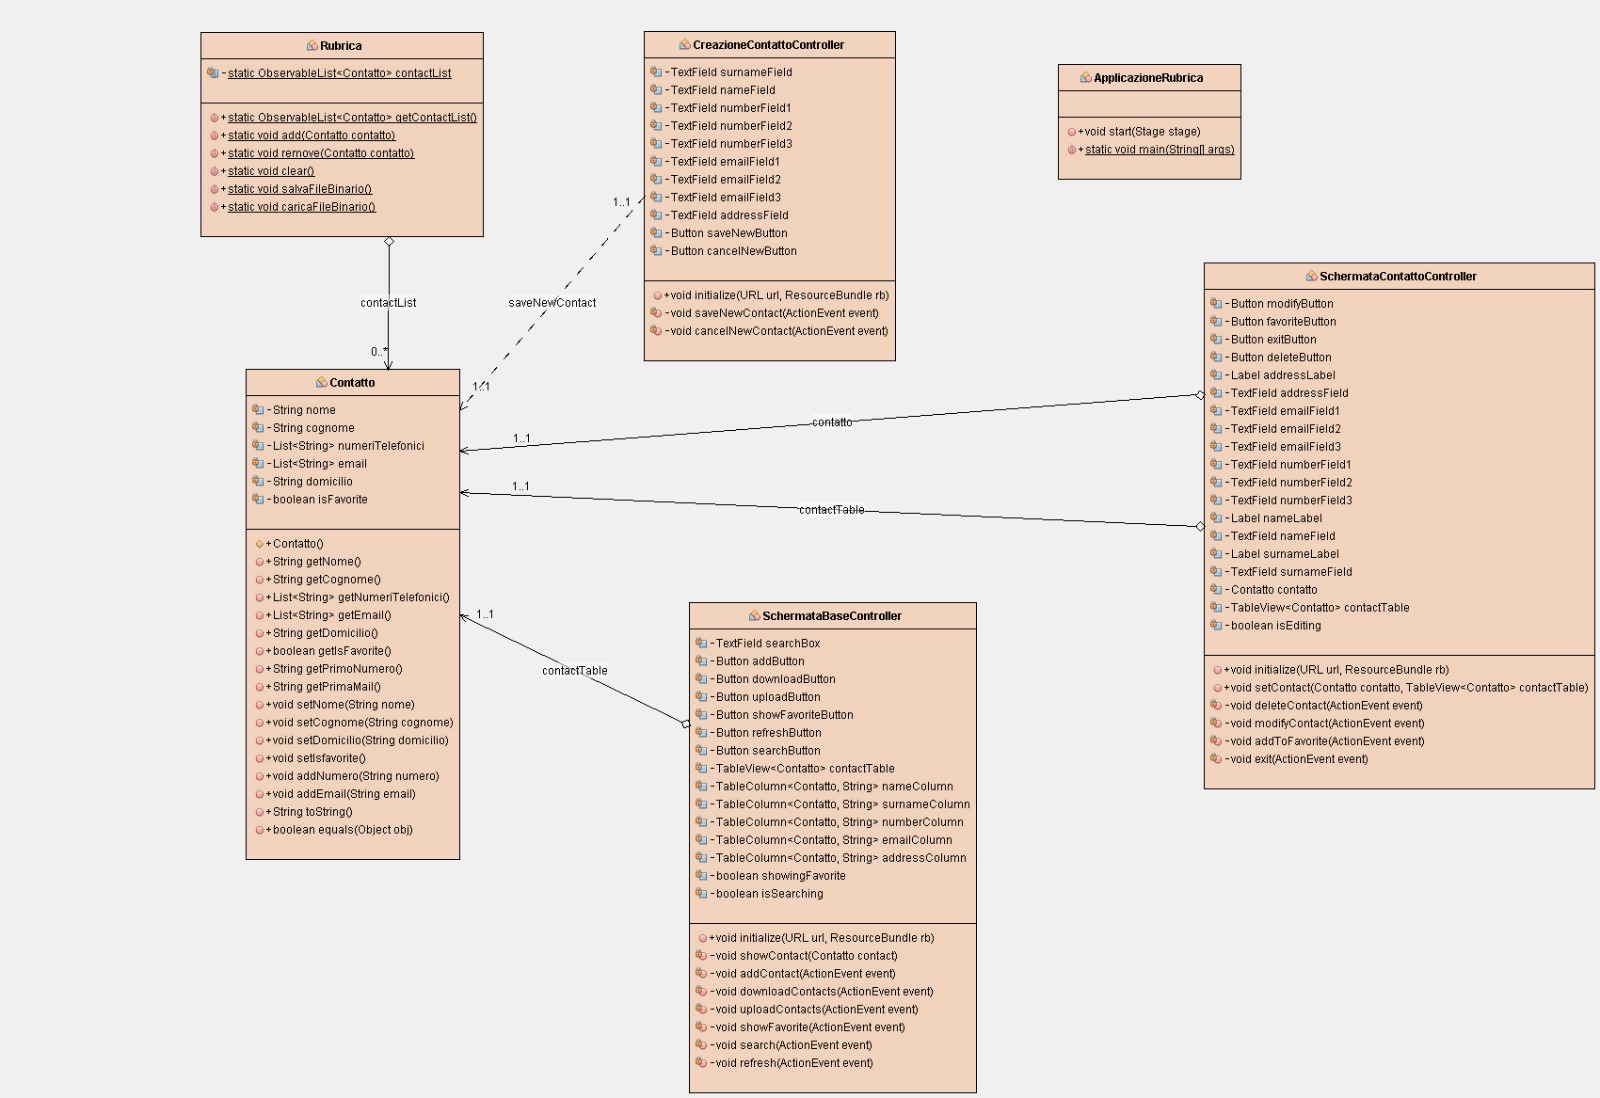 Rubrica
- static ObservableList<Contatto> contactList
+ static ObservableList<Contatto> getContactList()
+ static void add(Contatto contatto)
+ static void remove(Contatto contatto)
+ static void clear()
+ static void salvaFileBinario()
+ static void caricaFileBinario()
contactList
0..*
Contatto
- String nome
- String cognome
- List<String> numeriTelefonici
- List<String> email
- String domicilio
- boolean isFavorite
+ Contatto()
+ String getNome()
+ String getCognome()
+ List<String> getNumeriTelefonici()
+ List<String> getEmail()
+ String getDomicilio()
+ boolean getIsFavorite()
+ String getPrimoNumero()
+ String getPrimaMail()
+ void setNome(String nome)
+ void setCognome(String cognome)
+ void setDomicilio(String domicilio)
+ void setIsfavorite()
+ void addNumero(String numero)
+ void addEmail(String email)
+ String toString()
+ boolean equals(Object obj)
CreazioneContattoController
- TextField surnameField
- TextField nameField
- TextField numberField1
- TextField numberField2
- TextField numberField3
- TextField emailField1
- TextField emailField2
- TextField emailField3
- TextField addressField
- Button saveNewButton
- Button cancelNewButton
+ void initialize(URL url, ResourceBundle rb)
- void saveNewContact(ActionEvent event)
- void cancelNewContact(ActionEvent event)
1..1
saveNewContact
1..1
ApplicazioneRubrica
+ void start(Stage stage)
+ static void main(String[] args)
1..1
contatto
1..1
contactTable
1..1
contactTable
SchermataBaseController
- TextField searchBox
- Button addButton
- Button downloadButton
- Button uploadButton
- Button showFavoriteButton
- Button refreshButton
- Button searchButton
- TableView<Contatto> contactTable
- TableColumn<Contatto, String> nameColumn
- TableColumn<Contatto, String> surnameColumn
- TableColumn<Contatto, String> numberColumn
- TableColumn<Contatto, String> emailColumn
- TableColumn<Contatto, String> addressColumn
- boolean showingFavorite
- boolean isSearching
+ void initialize(URL url, ResourceBundle rb)
- void showContact(Contatto contact)
- void addContact(ActionEvent event)
- void downloadContacts(ActionEvent event)
- void uploadContacts(ActionEvent event)
- void showFavorite(ActionEvent event)
- void search(ActionEvent event)
- void refresh(ActionEvent event)
SchermataContattoController
- Button modifyButton
- Button favoriteButton
- Button exitButton
- Button deleteButton
- Label addressLabel
- TextField addressField
- TextField emailField1
- TextField emailField2
- TextField emailField3
- TextField numberField1
- TextField numberField2
- TextField numberField3
- Label nameLabel
- TextField nameField
- Label surnameLabel
- TextField surnameField
- Contatto contatto
- TableView<Contatto> contactTable
- boolean isEditing
+ void initialize(URL url, ResourceBundle rb)
+ void setContact(Contatto contatto, TableView<Contatto> contactTable)
- void deleteContact(ActionEvent event)
- void modifyContact(ActionEvent event)
- void addToFavorite(ActionEvent event)
- void exit(ActionEvent event)